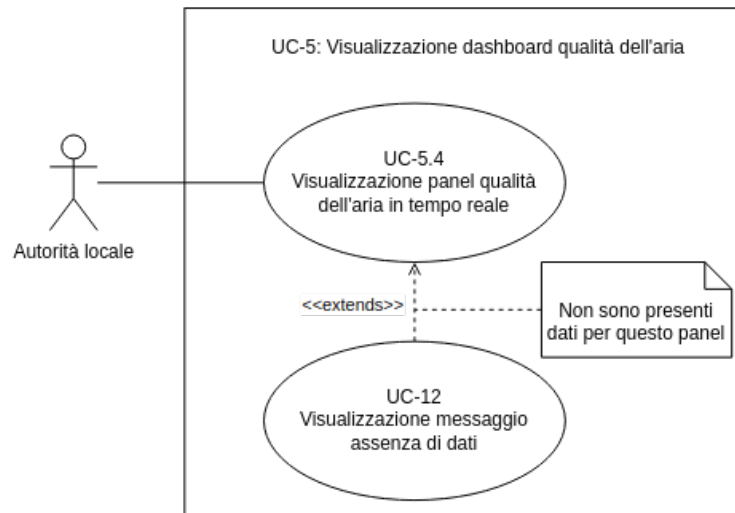 UC-5: Visualizzazione dashboard qualità dell'aria
UC-5.4
Visualizzazione panel qualità
dell'aria in tempo reale
Autorità locale
<<extends>>
Non sono presenti
dati per questo panel
UC-12
Visualizzazione messaggio
assenza di dati